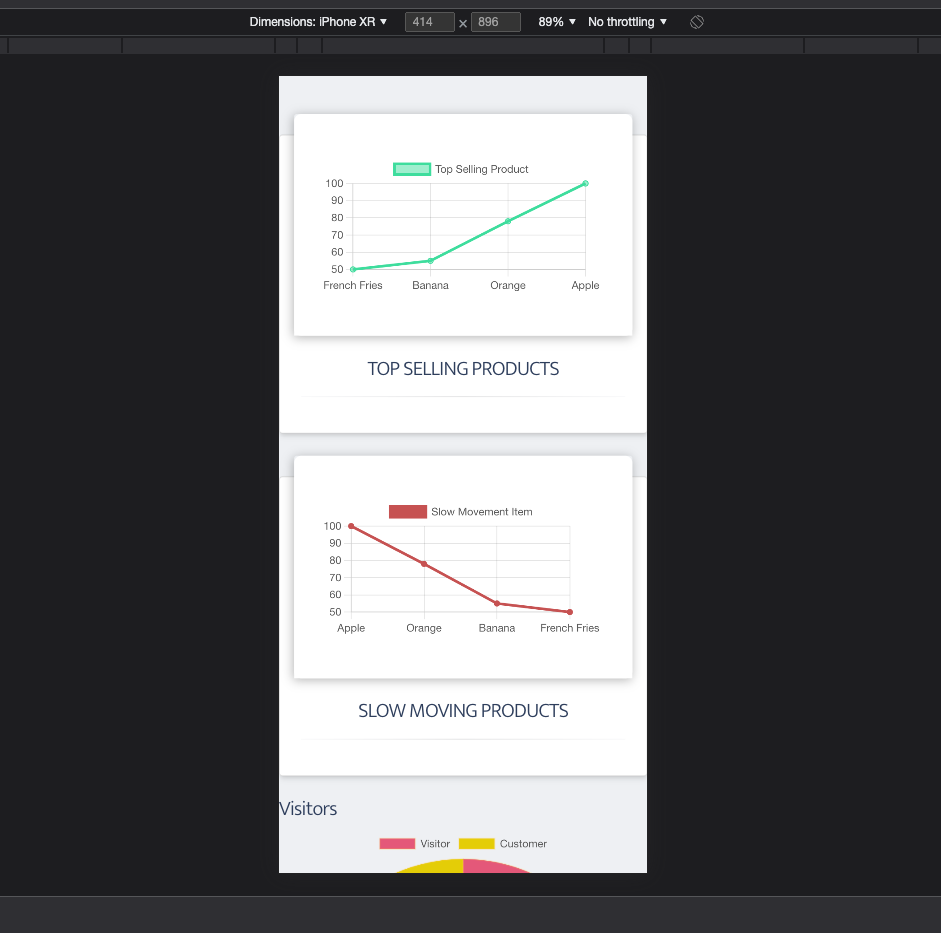 Dimensions: iPhone XR ▼ 414 × 896 89% ▼ No throttling ▼
Top Selling Product
100
90
80
70
60
50
French Fries Banana Orange Apple
TOP SELLING PRODUCTS
Slow Movement Item
100
90
80
70
60
50
Apple Orange Banana French Fries
SLOW MOVING PRODUCTS
Visitors
Visitor Customer